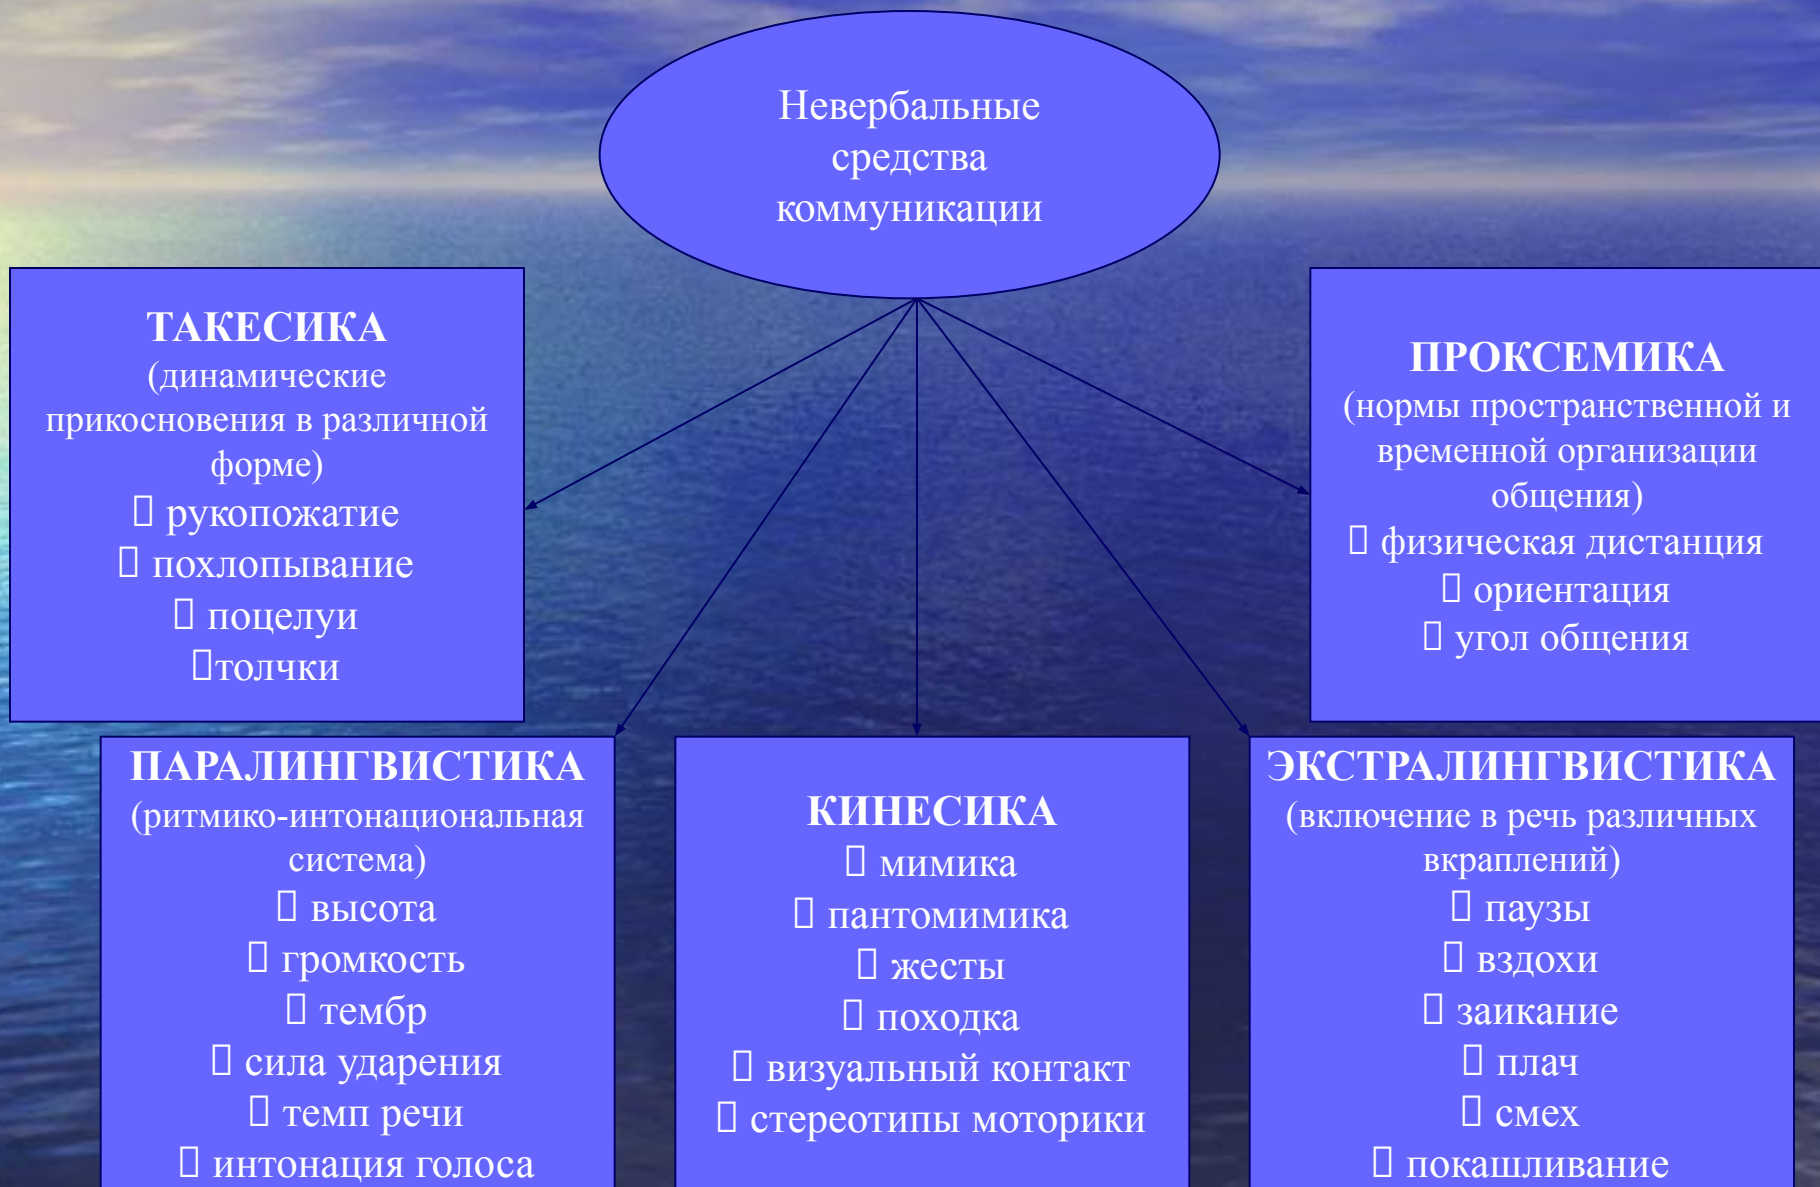 Невербальные
средства
коммуникации
ТАКЕСИКА
(динамические
прикосновения в различной
форме)
▯ рукопожатие
▯ похлопывание
▯ поцелуи
▯толчки
ПРОКСЕМИКА
(нормы пространственной и
временной организации
общения)
▯ физическая дистанция
▯ ориентация
▯ угол общения
ПАРАЛИНГВИСТИКА
(ритмико-интонациональная
система)
▯ высота
▯ громкость
▯ тембр
▯ сила ударения
▯ темп речи
▯ интонация голоса
КИНЕСИКА
▯ мимика
▯ пантомимика
▯ жесты
▯ походка
▯ визуальный контакт
▯ стереотипы моторики
ЭКСТРАЛИНГВИСТИКА
(включение в речь различных
вкраплений)
▯ паузы
▯ вздохи
▯ заикание
▯ плач
▯ смех
▯ покашливание